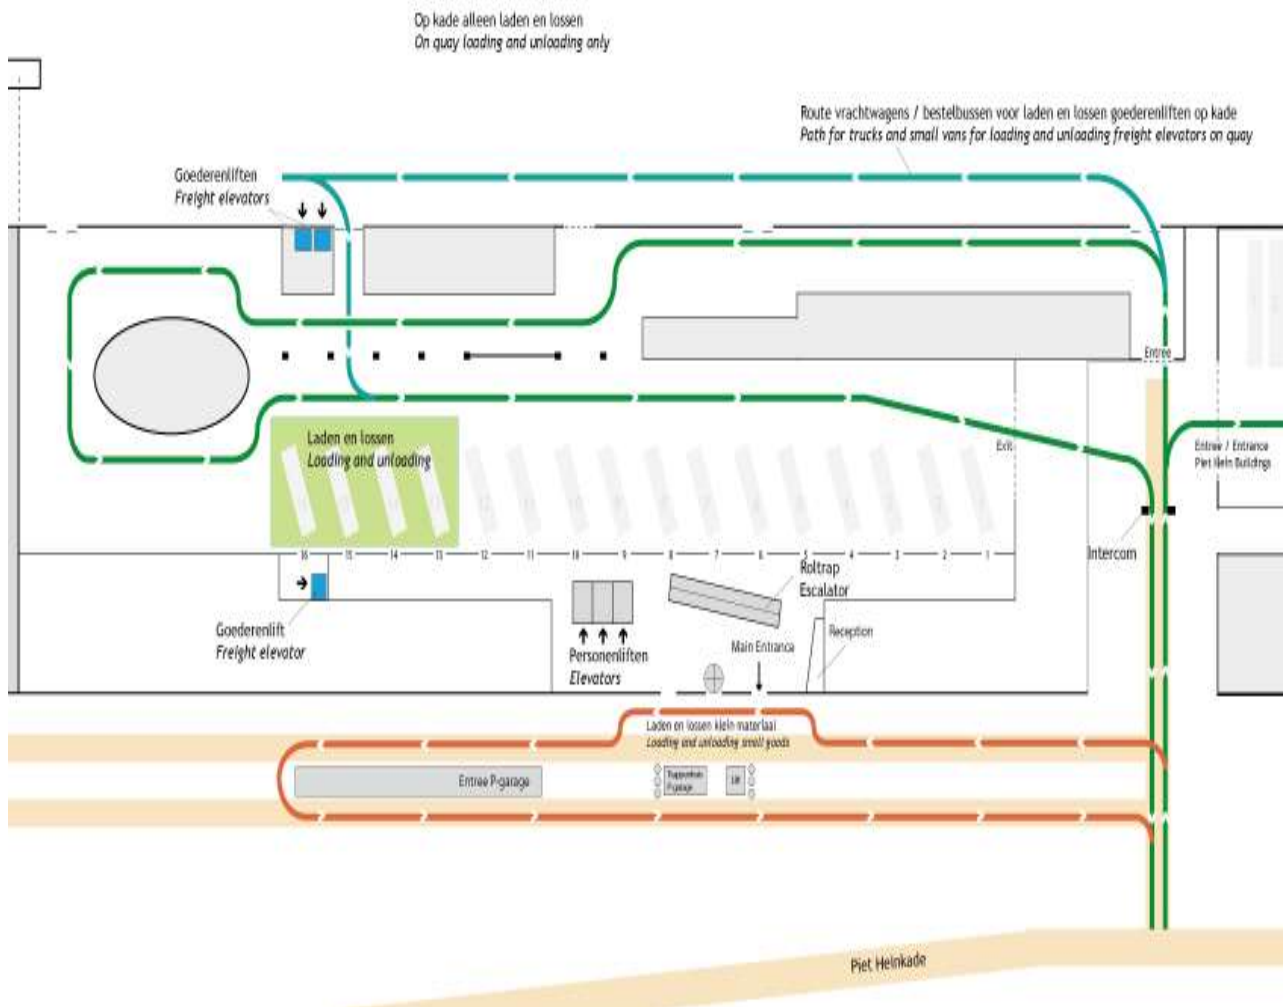 Op kade alleen laden en lossen
On quay loading and unloading only
Route vrachtwagens / bestelbussen voor laden en lossen goederenliften op kade
Path for trucks and small vans for loading and unloading freight elevators on quay
Goederenliften
Freight elevators
Entree
Laden en lossen
Loading and unloading
Exit
Entree / Entrance
Piet Klein Buildings
Intercom
16 15 14 13 12 11 10 9 8 7 6 5 4 3 2 1
Roltrap
Escalator
Goederenlift
Freight elevator
Personenliften
Elevators
Main Entrance
Reception
Laden en lossen klein materiaal
Loading and unloading small goods
Entree P-garage
Trappenhuis
P-garage
Lift
Piet Heinkade